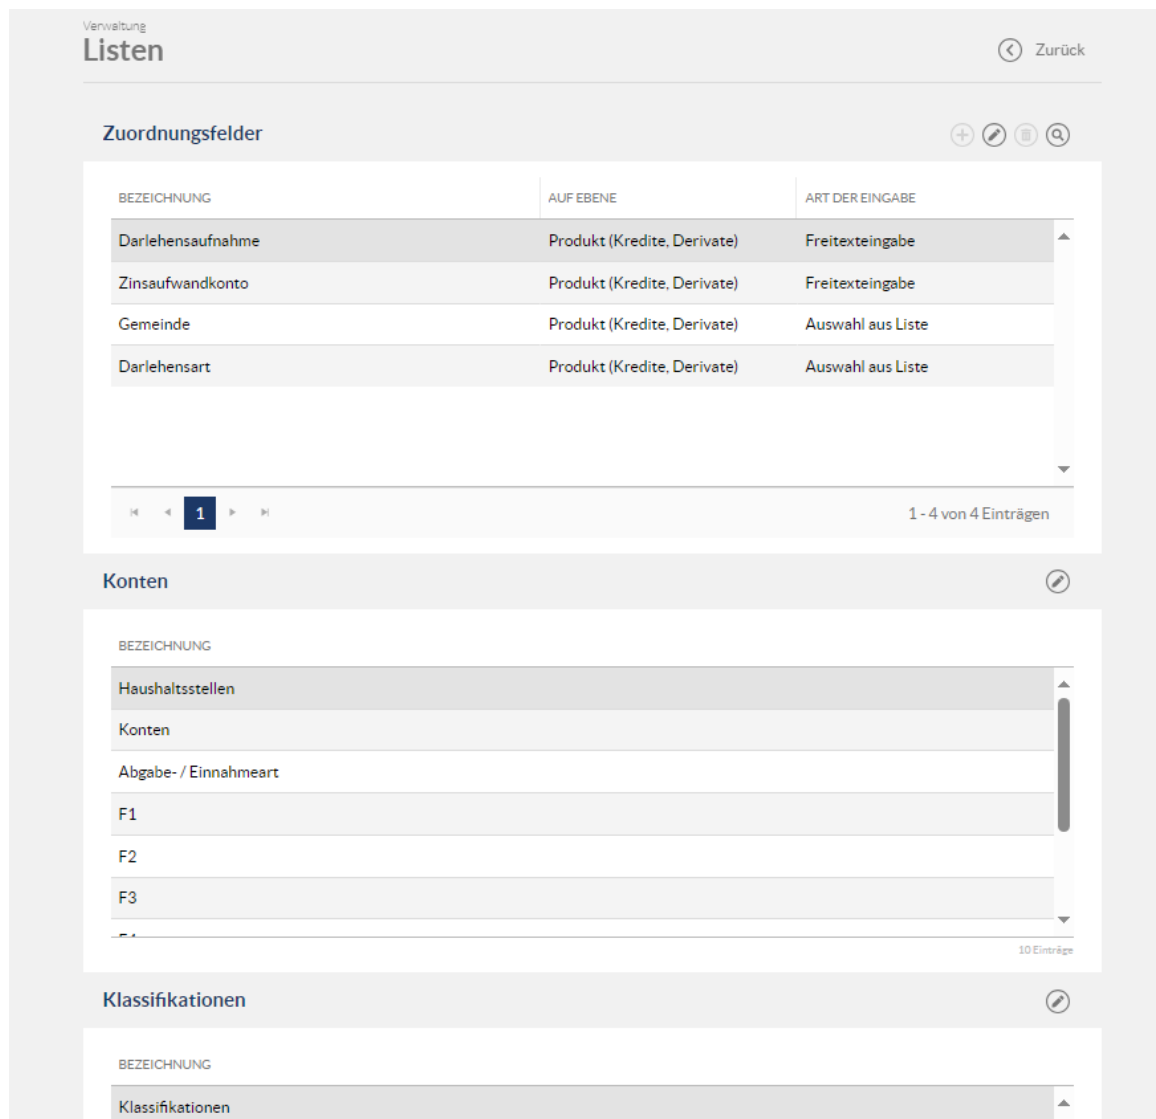 Verwaltung
Listen
Zurück
Zuordnungsfelder
BEZEICHNUNG AUF EBENE ART DER EINGABE
Darlehensaufnahme Produkt (Kredite, Derivate) Freitexteingabe
Zinsaufwandkonto Produkt (Kredite, Derivate) Freitexteingabe
Gemeinde Produkt (Kredite, Derivate) Auswahl aus Liste
Darlehensart Produkt (Kredite, Derivate) Auswahl aus Liste
1 1 - 4 von 4 Einträgen
Konten
BEZEICHNUNG
Haushaltsstellen
Konten
Abgabe- / Einnahmeart
F1
F2
F3
10 Einträge
Klassifikationen
BEZEICHNUNG
Klassifikationen